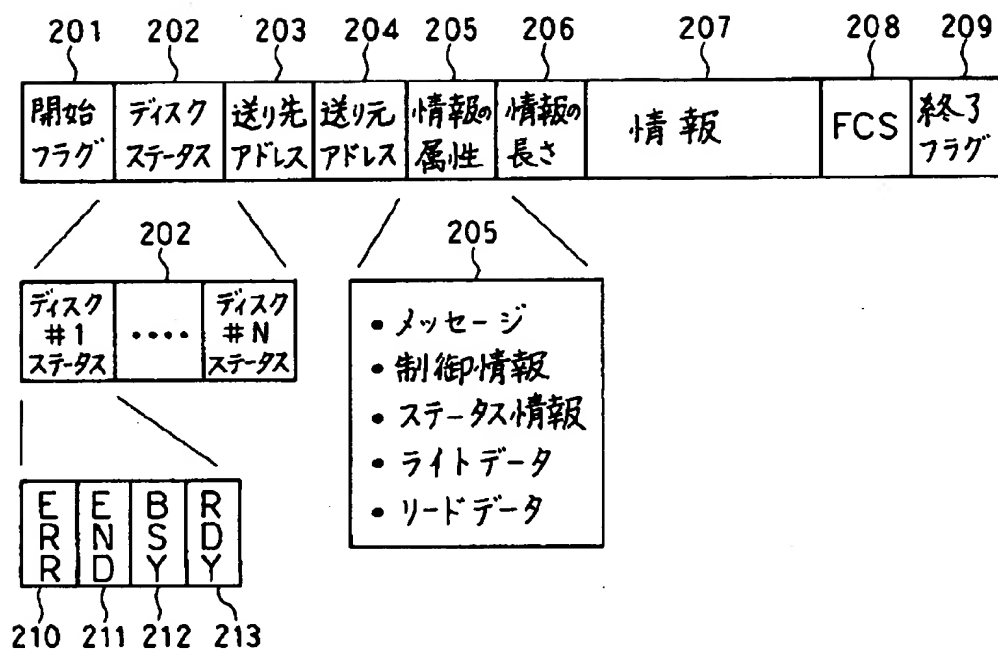 201 202 203 204 205 206 207 208 209
開始
フラグ
ディスク
ステータス
送り先
アドレス
送り元
アドレス
情報の
属性
情報の
長さ
情報
FCS
終了
フラグ
202
ディスク
#1
ステータス
••••
ディスク
#N
ステータス
205
• メッセージ
• 制御情報
• ステータス情報
• ライトデータ
• リードデータ
ERR
END
BSY
RDY
210 211 212 213